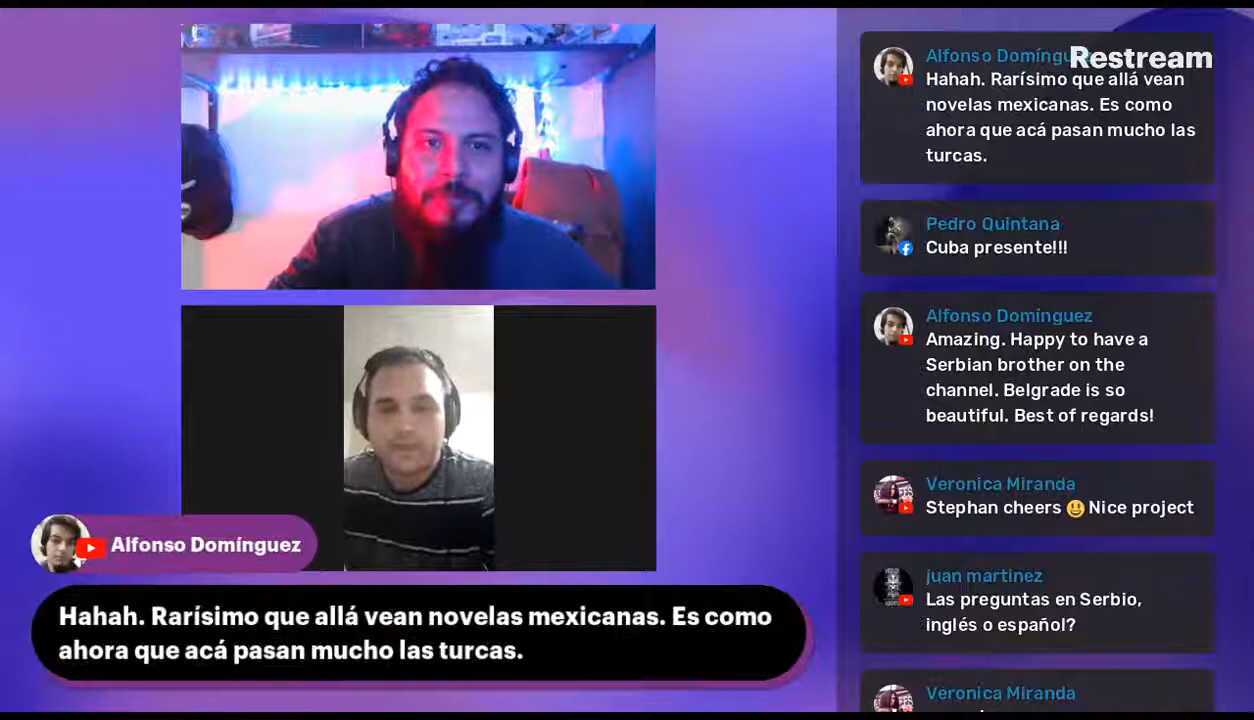 Restream
Alfonso Domíngu
Hahah. Rarísimo que allá vean
novelas mexicanas. Es como
ahora que acá pasan mucho las
turcas.
Pedro Quintana
Cuba presente!!!
Alfonso Domínguez
Amazing. Happy to have a
Serbian brother on the
channel. Belgrade is so
beautiful. Best of regards!
Veronica Miranda
Stephan cheers 😃 Nice project
juan martinez
Las preguntas en Serbio,
inglés o español?
Veronica Miranda
Alfonso Domínguez
Hahah. Rarísimo que allá vean novelas mexicanas. Es como
ahora que acá pasan mucho las turcas.